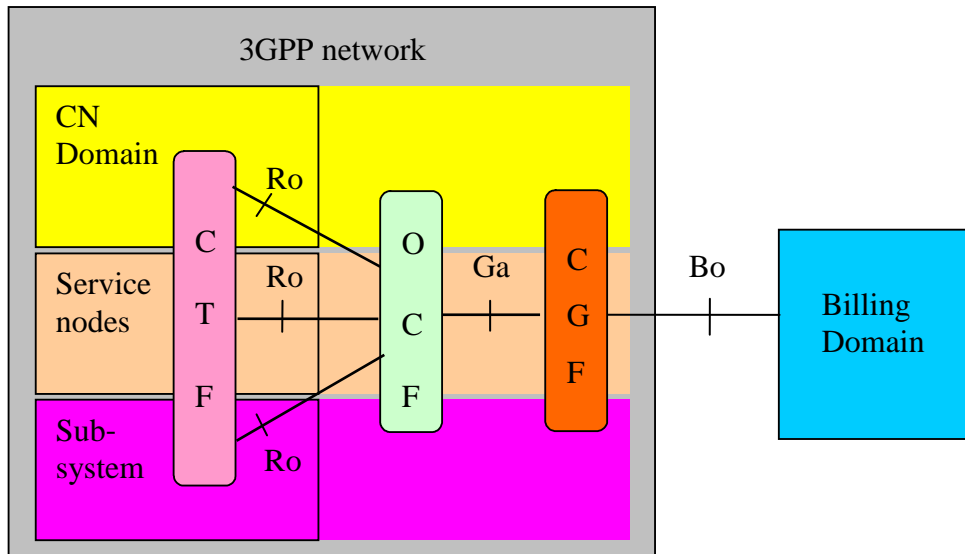 3GPP network
CN
Domain
Ro
C
T
F
O
C
F
Ga
C
G
F
Bo
Service
nodes
Ro
Billing
Domain
Sub-
system
Ro